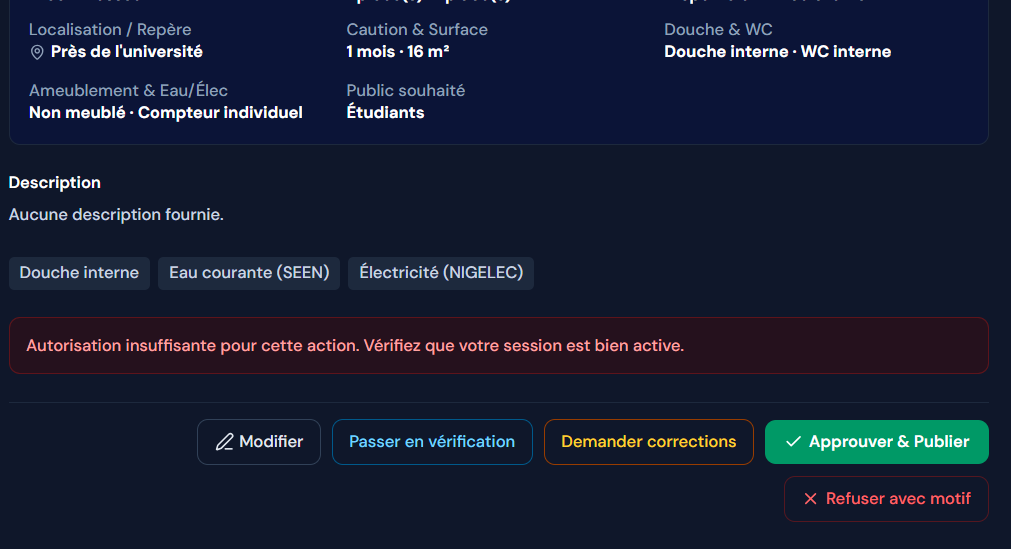 Localisation / Repère
Caution & Surface
Douche & WC
Près de l'université
1 mois · 16 m²
Douche interne · WC interne
Ameublement & Eau/Élec
Public souhaité
Non meublé · Compteur individuel
Étudiants
Description
Aucune description fournie.
Douche interne
Eau courante (SEEN)
Électricité (NIGELEC)
Autorisation insuffisante pour cette action. Vérifiez que votre session est bien active.
Modifier
Passer en vérification
Demander corrections
Approuver & Publier
Refuser avec motif